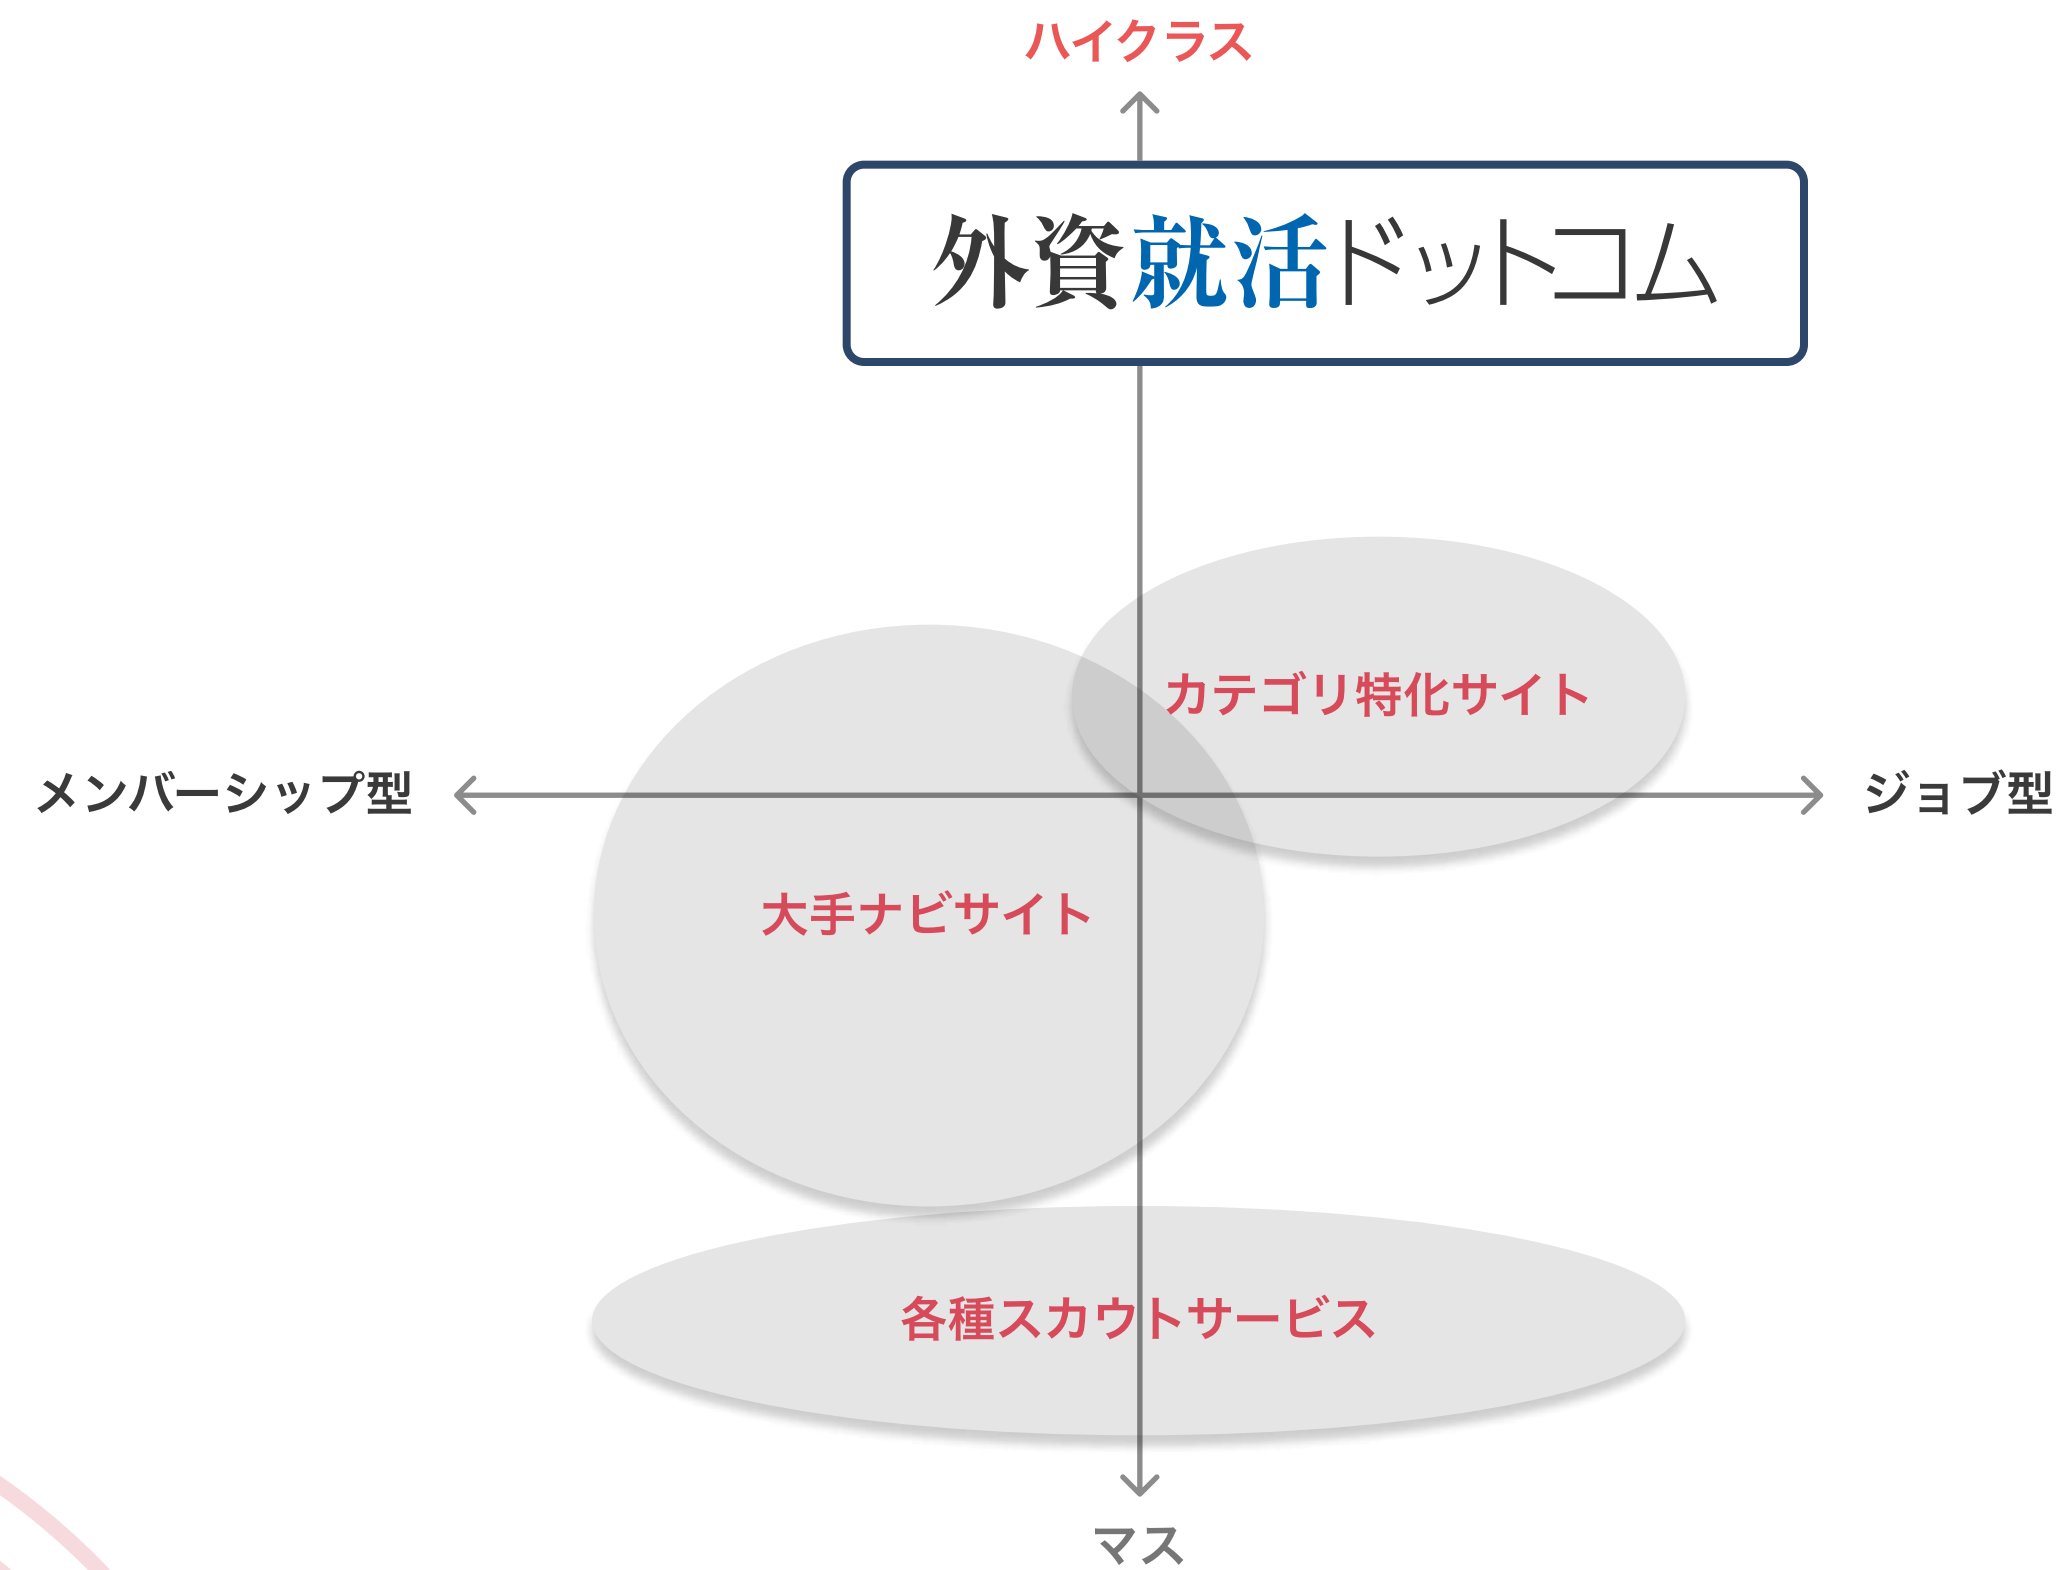 ハイクラス
外資就活ドットコム
カテゴリ特化サイト
メンバーシップ型
ジョブ型
大手ナビサイト
各種スカウトサービス
マス